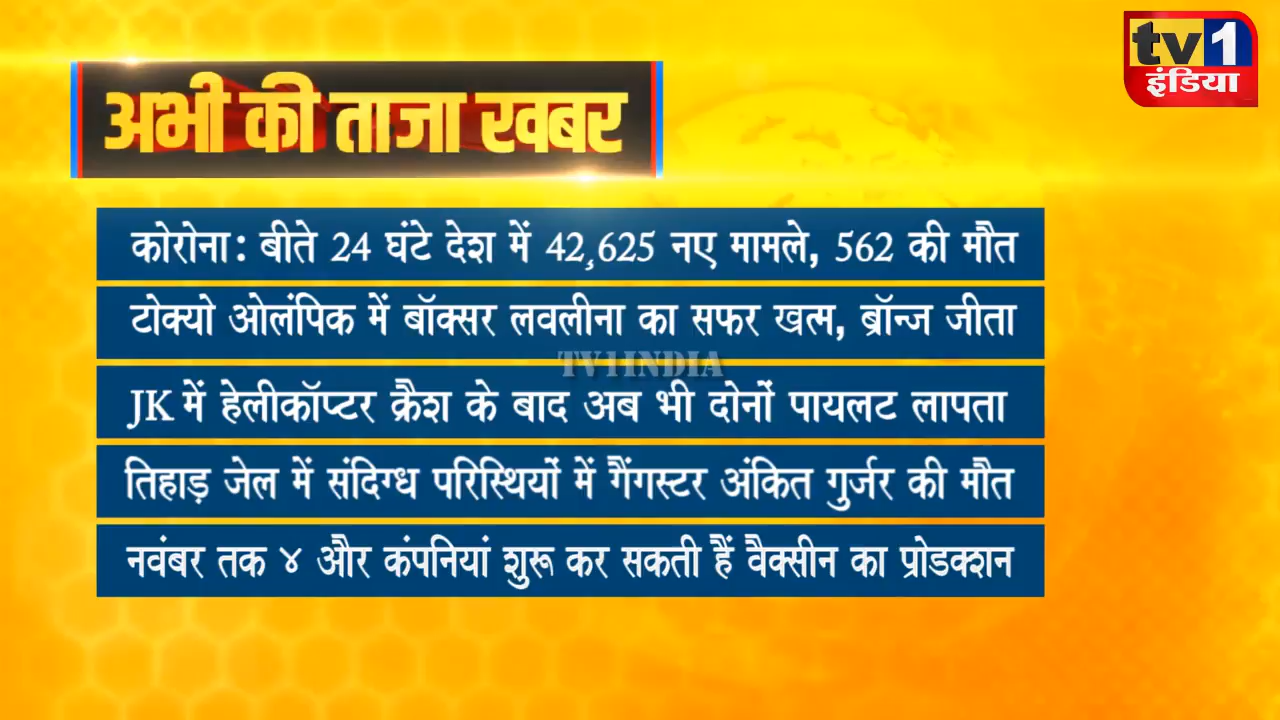 tv1
इंडिया
अभी की ताजा खबर
कोरोना: बीते 24 घंटे देश में 42,625 नए मामले, 562 की मौत
टोक्यो ओलंपिक में बॉक्सर लवलीना का सफर खत्म, ब्रॉन्ज जीता
TV1INDIA
JK में हेलीकॉप्टर क्रैश के बाद अब भी दोनों पायलट लापता
तिहाड़ जेल में संदिग्ध परिस्थियों में गैंगस्टर अंकित गुर्जर की मौत
नवंबर तक ४ और कंपनियां शुरू कर सकती हैं वैक्सीन का प्रोडक्शन